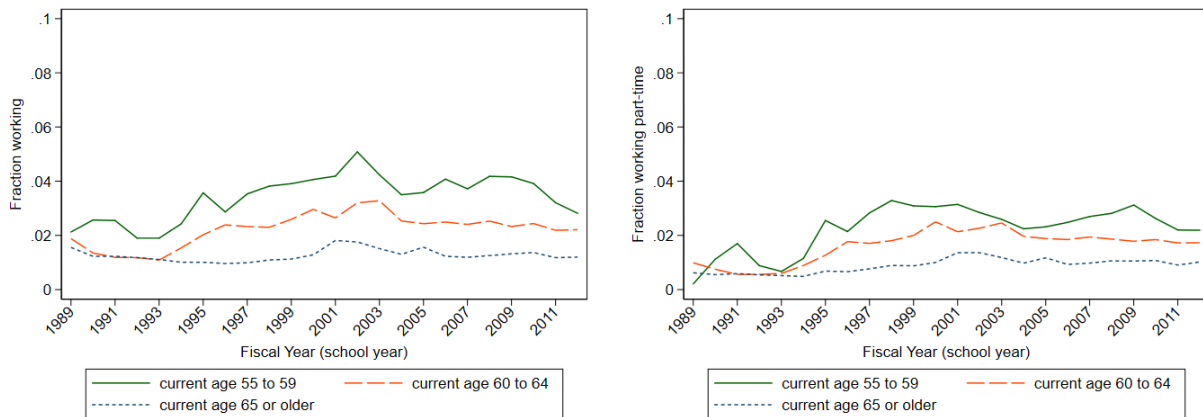 Fraction working
.1
.08
.06
.04
.02
0
1989 1991 1993 1995 1997 1999 2001 2003 2005 2007 2009 2011
Fiscal Year (school year)
current age 55 to 59 current age 60 to 64
current age 65 or older
Fraction working part-time
.1
.08
.06
.04
.02
0
1989 1991 1993 1995 1997 1999 2001 2003 2005 2007 2009 2011
Fiscal Year (school year)
current age 55 to 59 current age 60 to 64
current age 65 or older